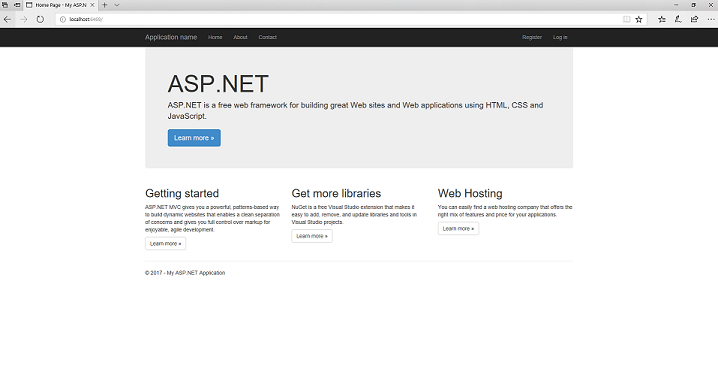 Home Page - My ASP.N
localhost
Application name
Home
About
Contact
Register
Log in
ASP.NET
ASP.NET is a free web framework for building great Web sites and Web applications using HTML, CSS and
JavaScript.
Learn more »
Getting started
ASP.NET MVC gives you a powerful, patterns-based way
to build dynamic websites that enables a clean separation
of concerns and gives you full control over markup for
enjoyable, agile development.
Learn more »
Get more libraries
NuGet is a free Visual Studio extension that makes it
easy to add, remove, and update libraries and tools in
Visual Studio projects.
Learn more »
Web Hosting
You can easily find a web hosting company that offers the
right mix of features and price for your applications.
Learn more »
© 2017 - My ASP.NET Application